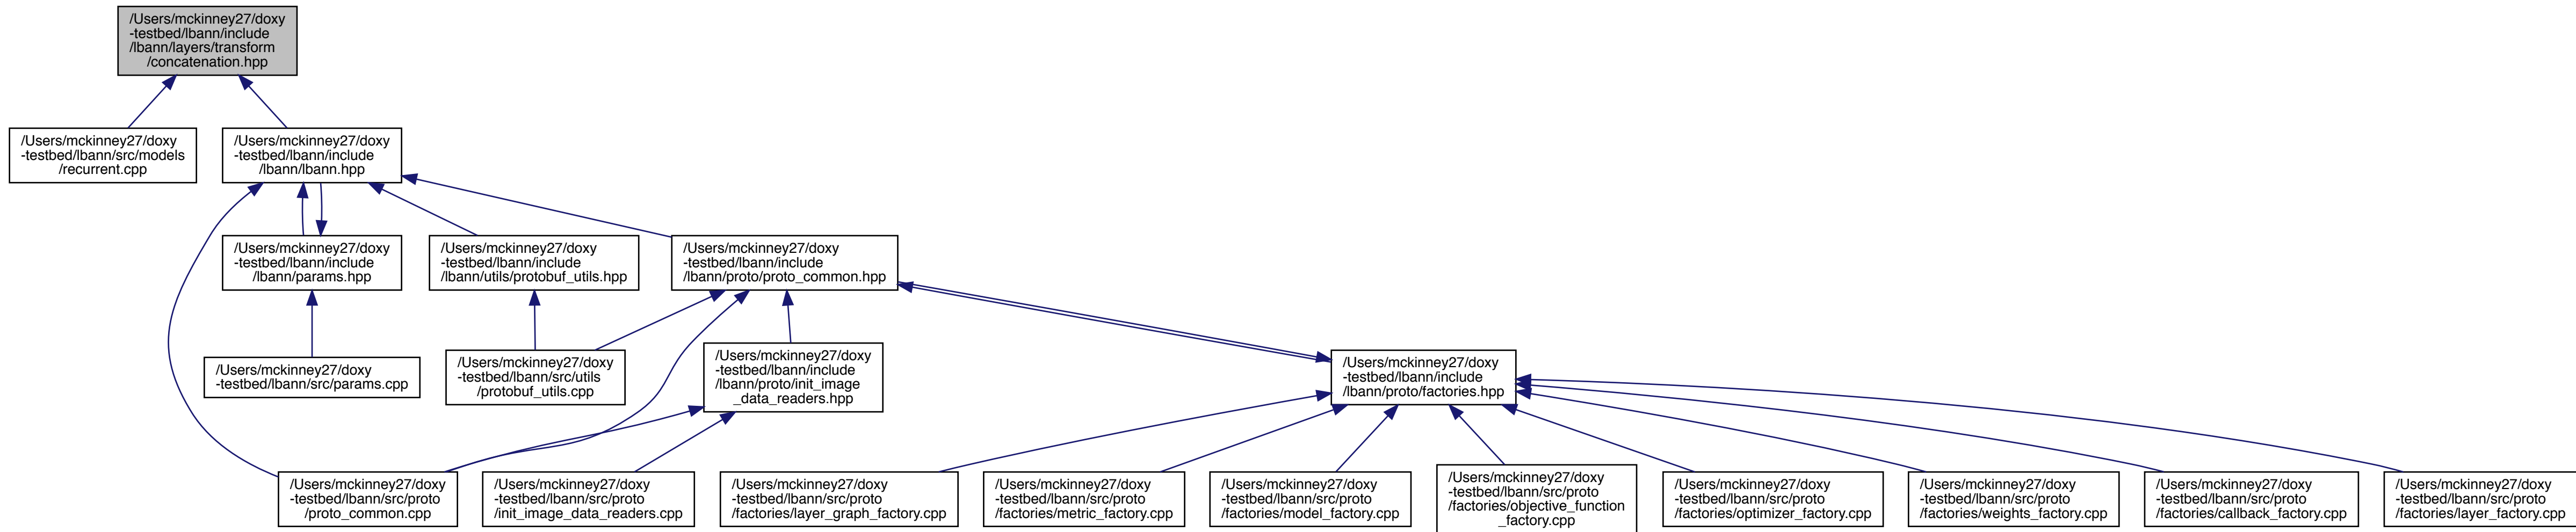 /Users/mckinney27/doxy
-testbed/lbann/include
/lbann/layers/transform
/concatenation.hpp
/Users/mckinney27/doxy
-testbed/lbann/src/models
/recurrent.cpp
/Users/mckinney27/doxy
-testbed/lbann/include
/lbann/lbann.hpp
/Users/mckinney27/doxy
-testbed/lbann/include
/lbann/params.hpp
/Users/mckinney27/doxy
-testbed/lbann/include
/lbann/utils/protobuf_utils.hpp
/Users/mckinney27/doxy
-testbed/lbann/include
/lbann/proto/proto_common.hpp
/Users/mckinney27/doxy
-testbed/lbann/src/params.cpp
/Users/mckinney27/doxy
-testbed/lbann/src/utils
/protobuf_utils.cpp
/Users/mckinney27/doxy
-testbed/lbann/include
/lbann/proto/init_image
_data_readers.hpp
/Users/mckinney27/doxy
-testbed/lbann/include
/lbann/proto/factories.hpp
/Users/mckinney27/doxy
-testbed/lbann/src/proto
/proto_common.cpp
/Users/mckinney27/doxy
-testbed/lbann/src/proto
/init_image_data_readers.cpp
/Users/mckinney27/doxy
-testbed/lbann/src/proto
/factories/layer_graph_factory.cpp
/Users/mckinney27/doxy
-testbed/lbann/src/proto
/factories/metric_factory.cpp
/Users/mckinney27/doxy
-testbed/lbann/src/proto
/factories/model_factory.cpp
/Users/mckinney27/doxy
-testbed/lbann/src/proto
/factories/objective_function
_factory.cpp
/Users/mckinney27/doxy
-testbed/lbann/src/proto
/factories/optimizer_factory.cpp
/Users/mckinney27/doxy
-testbed/lbann/src/proto
/factories/weights_factory.cpp
/Users/mckinney27/doxy
-testbed/lbann/src/proto
/factories/callback_factory.cpp
/Users/mckinney27/doxy
-testbed/lbann/src/proto
/factories/layer_factory.cpp